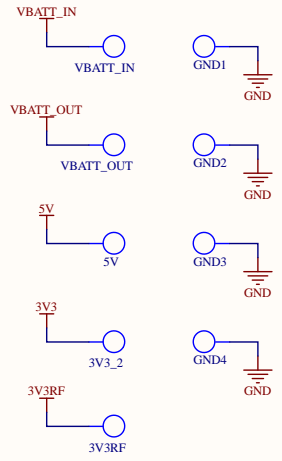 VBATT_IN
VBATT_IN
GND1
GND
VBATT_OUT
VBATT_OUT
GND2
GND
5V
5V
GND3
GND
3V3
3V3_2
GND4
GND
3V3RF
3V3RF